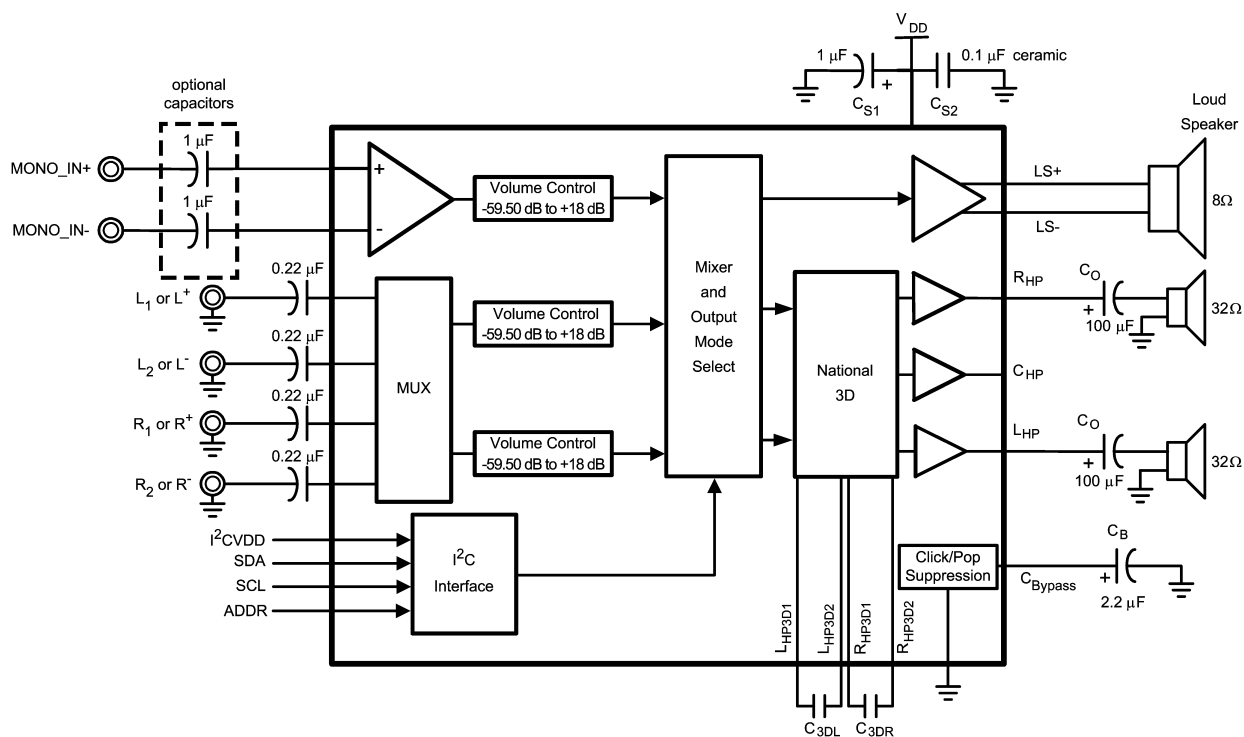 V_DD
1 µF
0.1 µF ceramic
C_S1
C_S2
optional
capacitors
1 µF
MONO_IN+
1 µF
MONO_IN-
+
-
Volume Control
-59.50 dB to +18 dB
Mixer
and
Output
Mode
Select
LS+
LS-
Loud
Speaker
8Ω
0.22 µF
L_1 or L^+
0.22 µF
L_2 or L^-
0.22 µF
R_1 or R^+
0.22 µF
R_2 or R^-
MUX
Volume Control
-59.50 dB to +18 dB
Volume Control
-59.50 dB to +18 dB
National
3D
R_HP
C_O
+
100 µF
32Ω
C_HP
L_HP
C_O
+
100 µF
32Ω
I^2CVDD
SDA
SCL
ADDR
I^2C
Interface
Click/Pop
Suppression
C_Bypass
C_B
+
2.2 µF
L_HP3D1
L_HP3D2
R_HP3D1
R_HP3D2
C_3DL
C_3DR
+